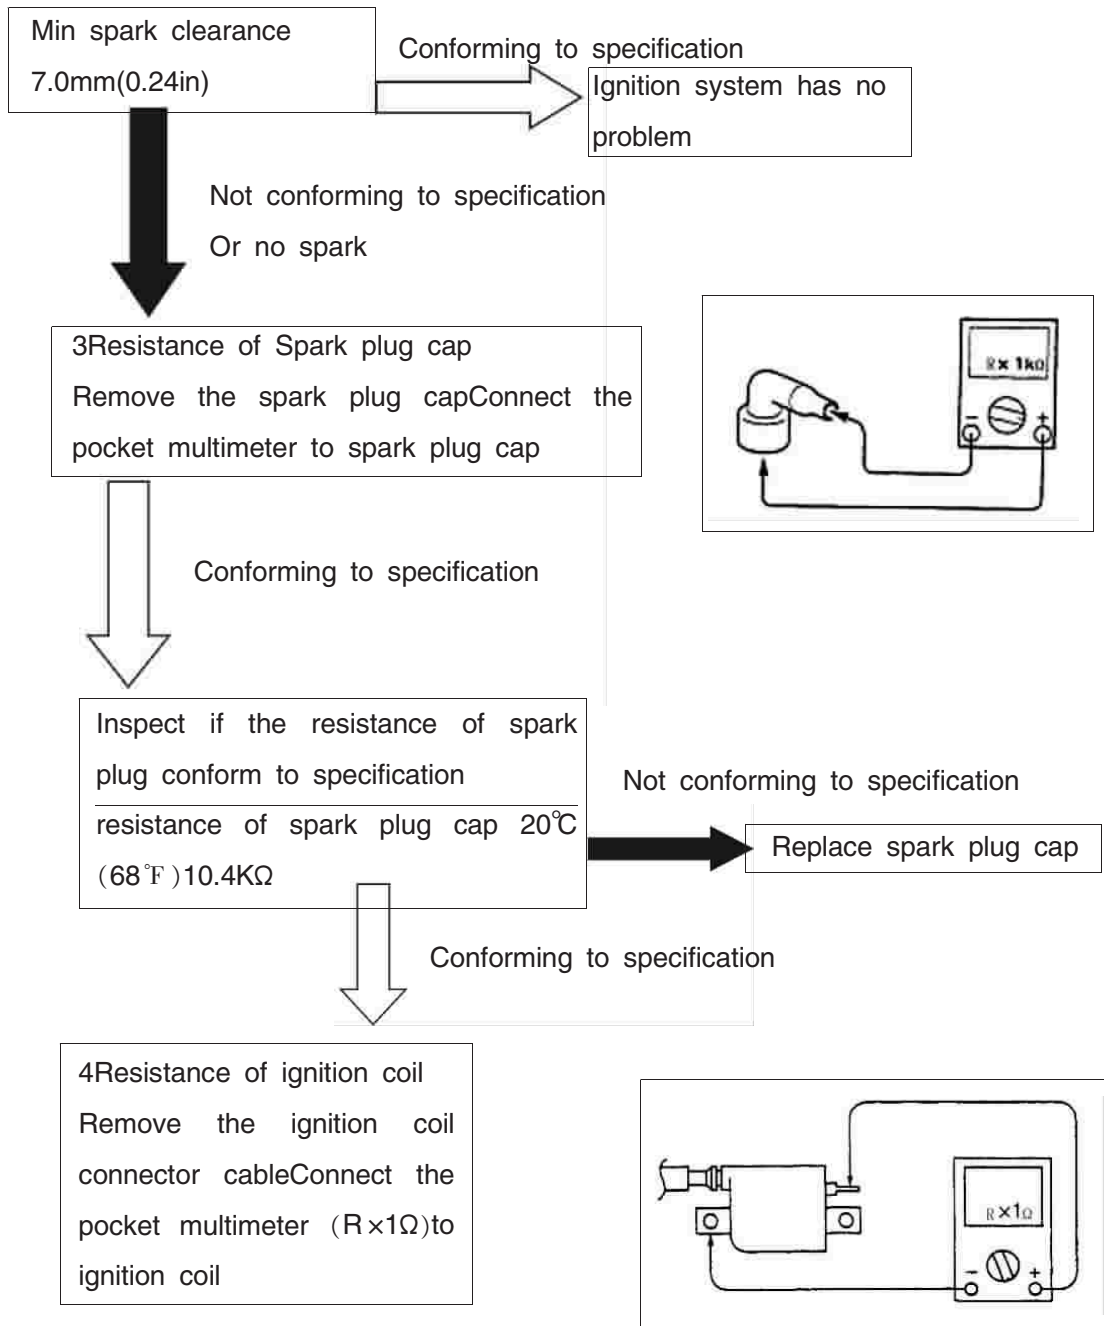 Min spark clearance
7.0mm(0.24in)
Conforming to specification
Ignition system has no
problem
Not conforming to specification
Or no spark
3Resistance of Spark plug cap
Remove the spark plug capConnect the
pocket multimeter to spark plug cap
R× 1kΩ
− +
Conforming to specification
Inspect if the resistance of spark
plug conform to specification
resistance of spark plug cap 20℃
(68℉)10.4KΩ
Not conforming to specification
Replace spark plug cap
Conforming to specification
4Resistance of ignition coil
Remove the ignition coil
connector cableConnect the
pocket multimeter (R×1Ω)to
ignition coil
R×1Ω
− +